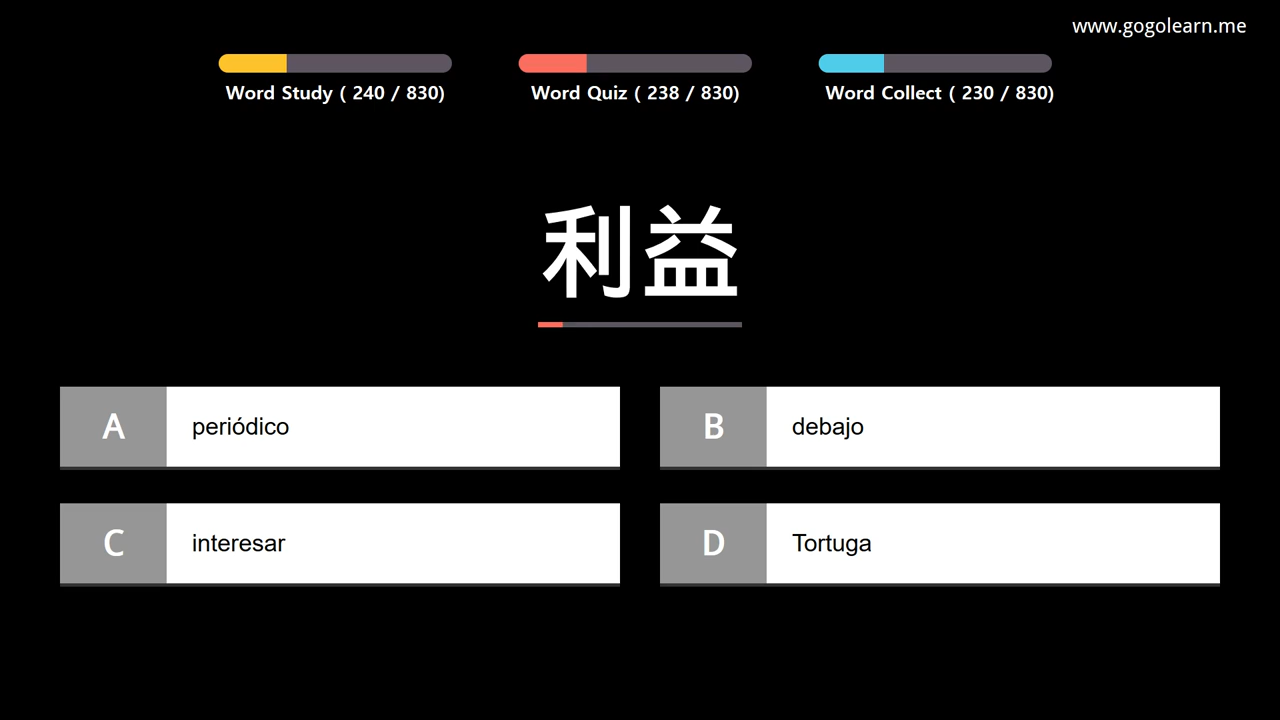 www.gogolearn.me
Word Study ( 240 / 830)
Word Quiz ( 238 / 830)
Word Collect ( 230 / 830)
利益
A periódico
B debajo
C interesar
D Tortuga